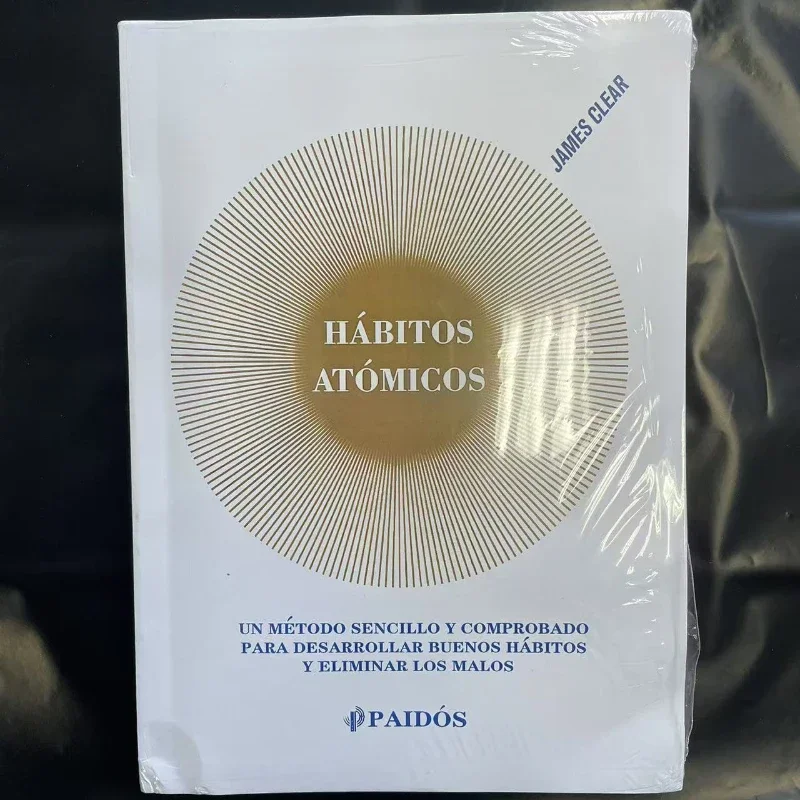 JAMES CLEAR
HÁBITOS
ATÓMICOS
UN MÉTODO SENCILLO Y COMPROBADO
PARA DESARROLLAR BUENOS HÁBITOS
Y ELIMINAR LOS MALOS
PAIDÓS